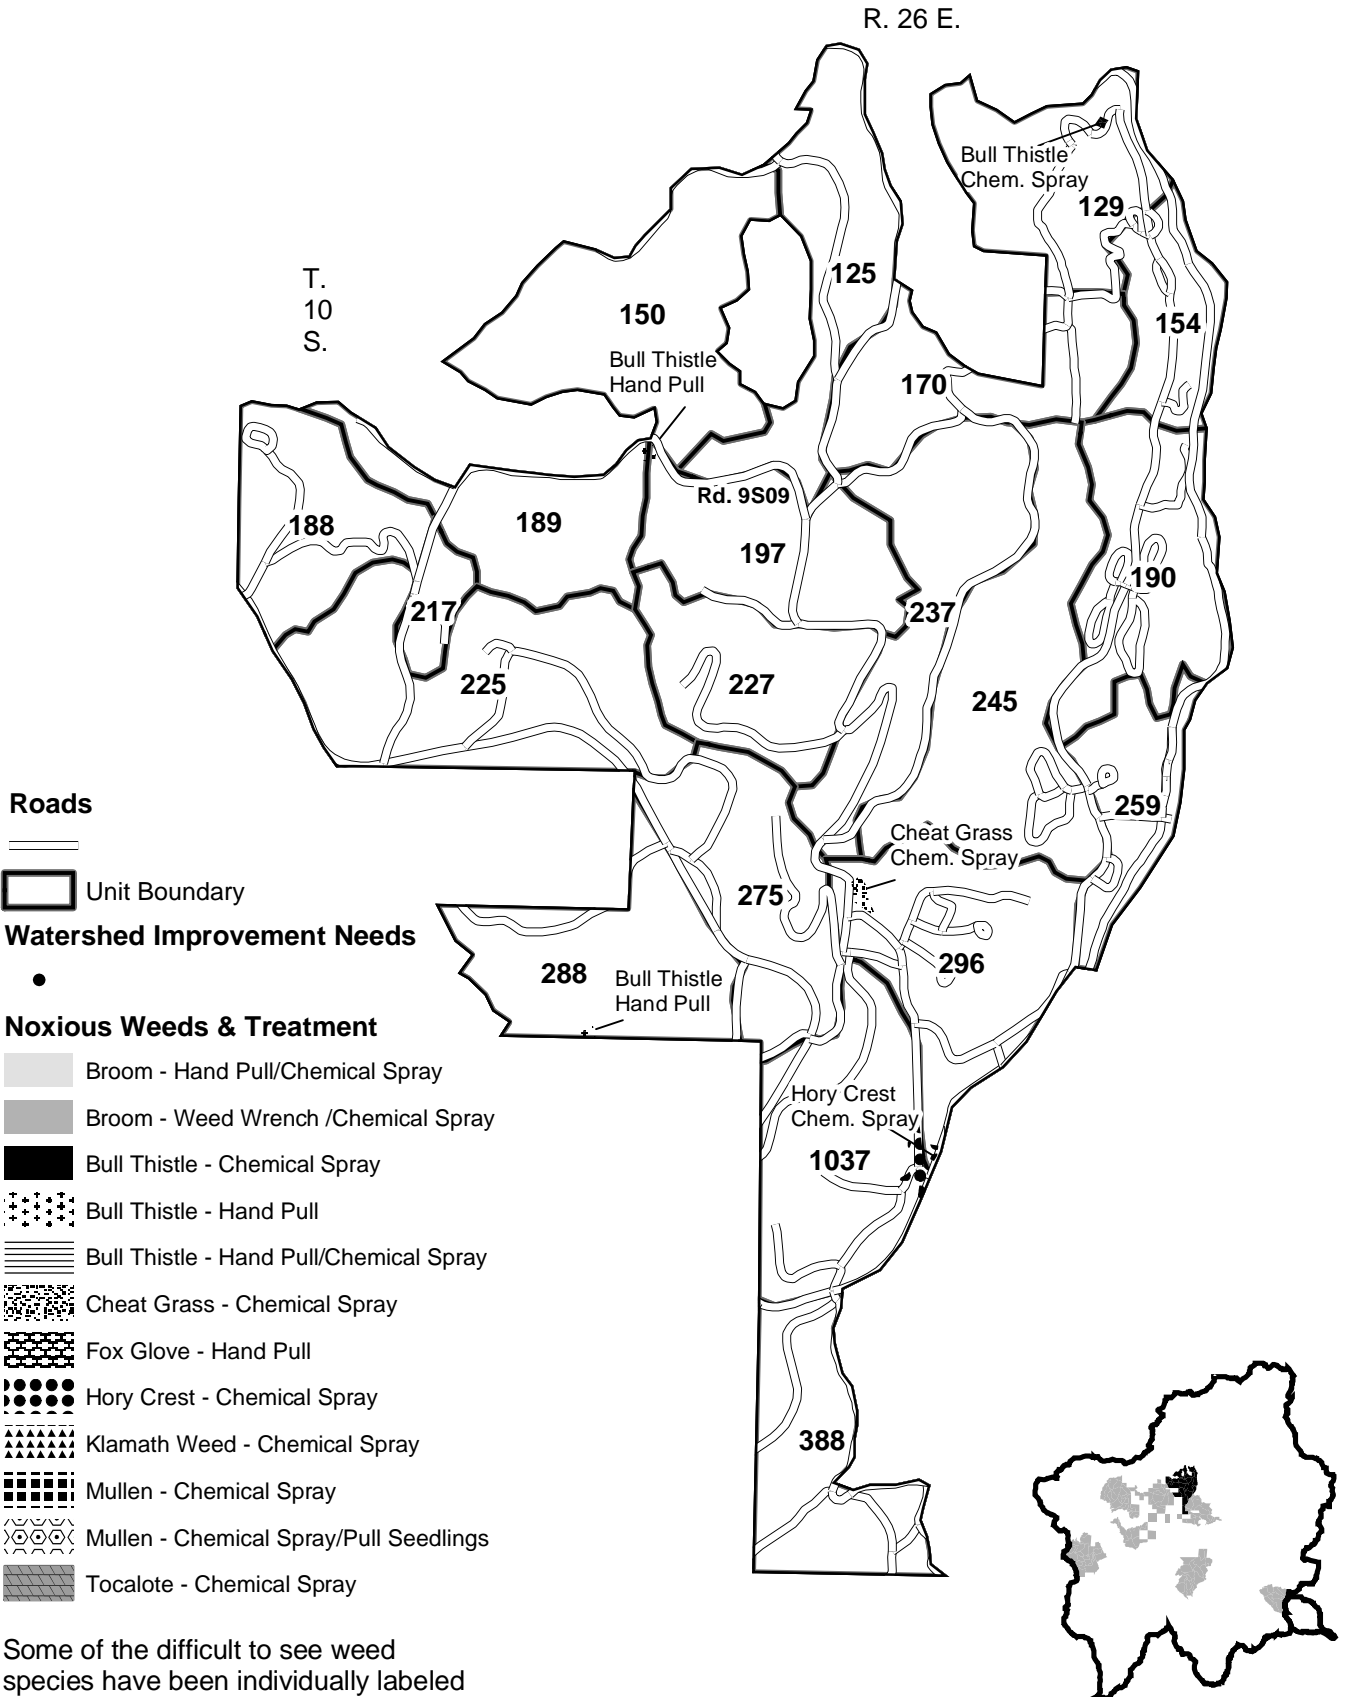 R. 26 E.
T.
10
S.
Bull Thistle
Chem. Spray
129
125
150
154
Bull Thistle
Hand Pull
170
Rd. 9S09
188
189
197
190
217
237
225
227
245
259
Cheat Grass
Chem. Spray
275
296
288
Bull Thistle
Hand Pull
Hory Crest
Chem. Spray
1037
388
Roads
Unit Boundary
Watershed Improvement Needs
Noxious Weeds & Treatment
Broom - Hand Pull/Chemical Spray
Broom - Weed Wrench /Chemical Spray
Bull Thistle - Chemical Spray
Bull Thistle - Hand Pull
Bull Thistle - Hand Pull/Chemical Spray
Cheat Grass - Chemical Spray
Fox Glove - Hand Pull
Hory Crest - Chemical Spray
Klamath Weed - Chemical Spray
Mullen - Chemical Spray
Mullen - Chemical Spray/Pull Seedlings
Tocalote - Chemical Spray
Some of the difficult to see weed
species have been individually labeled